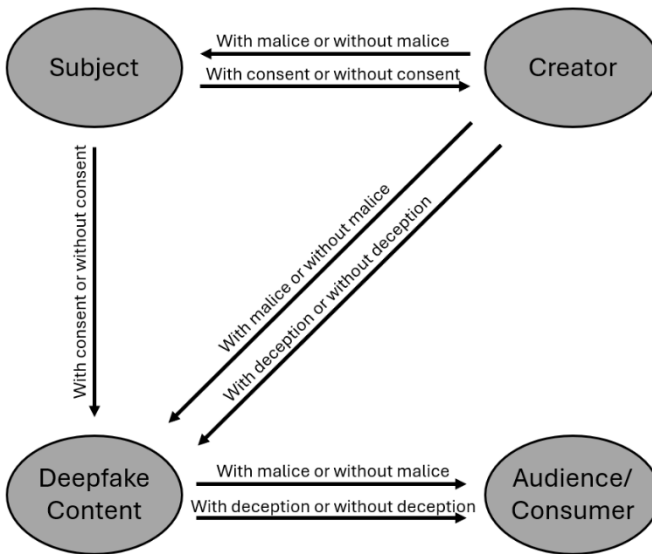 Subject
With malice or without malice
With consent or without consent
Creator
With consent or without consent
With malice or without malice
With deception or without deception
Deepfake
Content
With malice or without malice
With deception or without deception
Audience/
Consumer